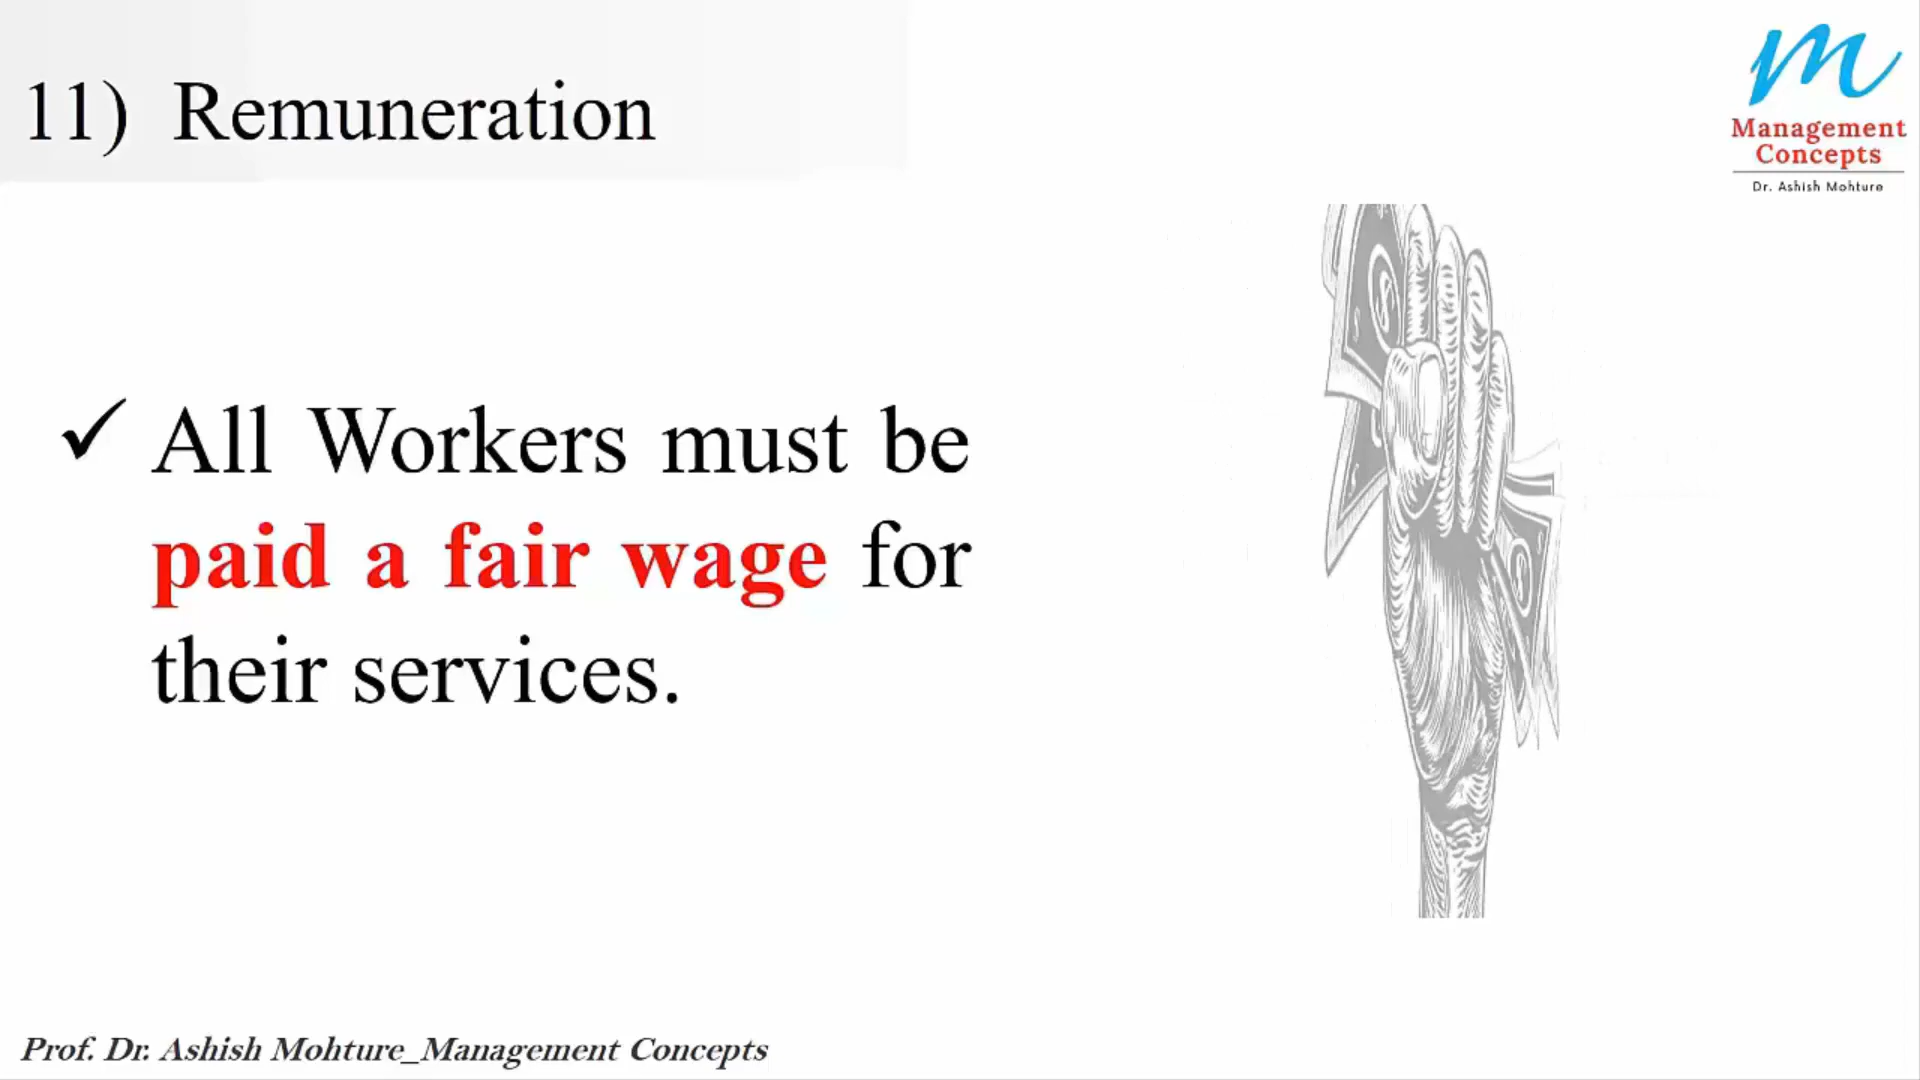 11) Remuneration
m
Management
Concepts
Dr. Ashish Mohture
✓ All Workers must be
paid a fair wage for
their services.
Prof. Dr. Ashish Mohture_Management Concepts